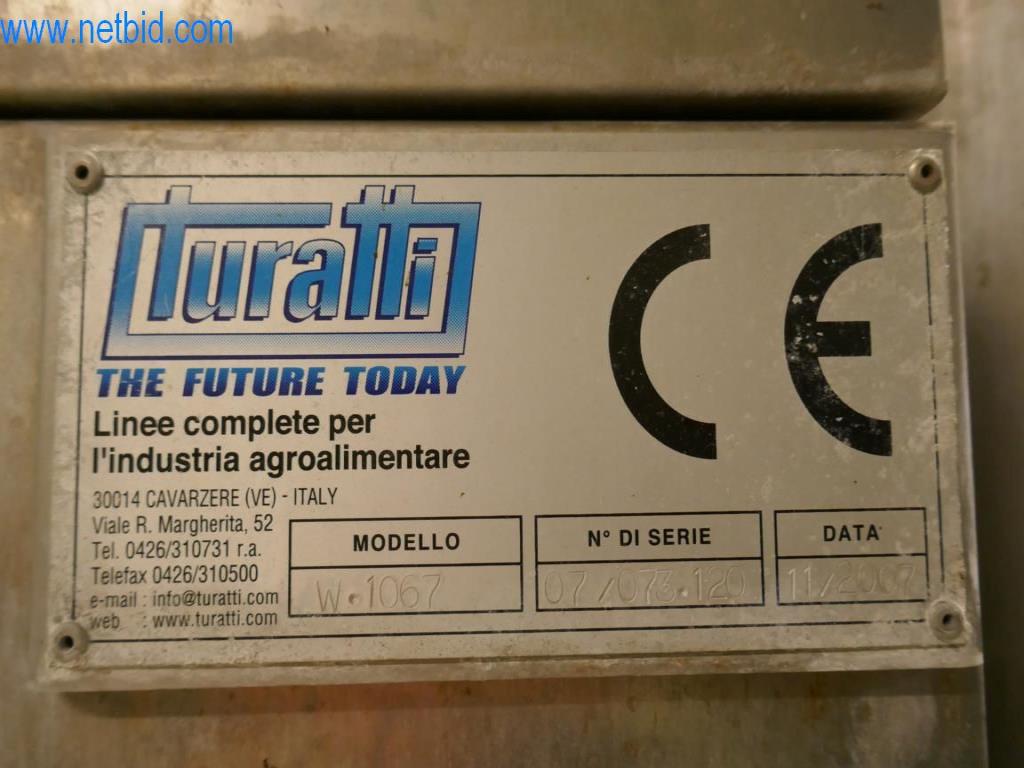 www.netbid.com
turatti
THE FUTURE TODAY
Linee complete per
l'industria agroalimentare
30014 CAVARZERE (VE) - ITALY
Viale R. Margherita, 52
Tel. 0426/310731 r.a.
Telefax 0426/310500
e-mail : info@turatti.com
web : www.turatti.com
CE
MODELLO
W.1067
N° DI SERIE
07/073.120
DATA
11/2007